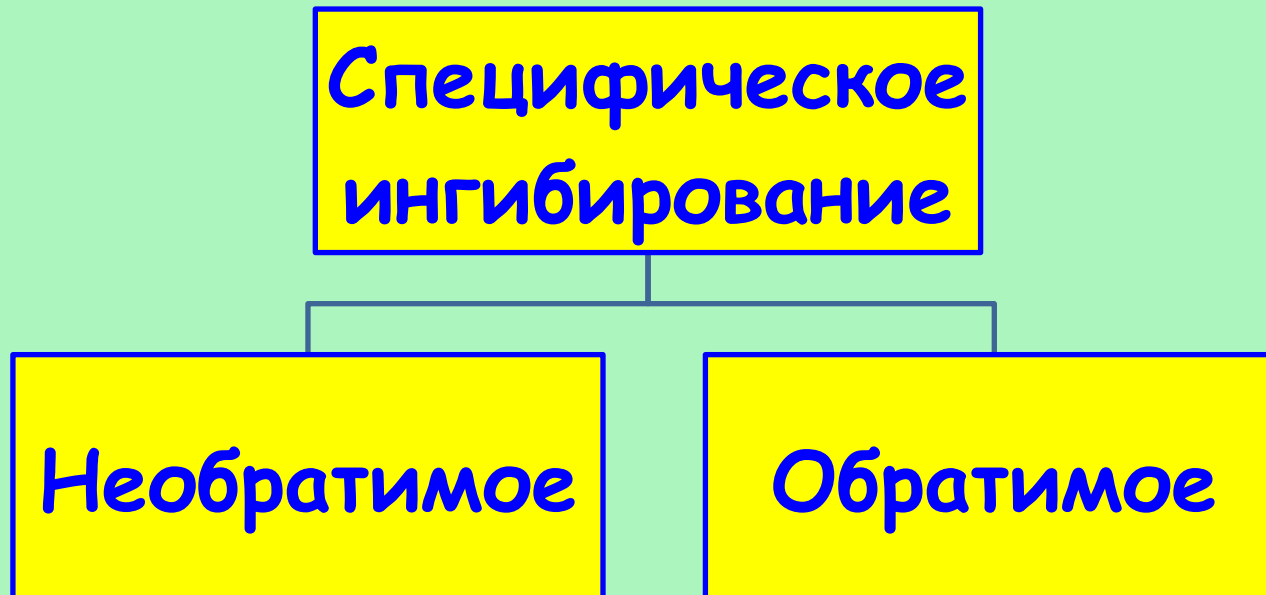 Специфическое
ингибирование
Необратимое
Обратимое